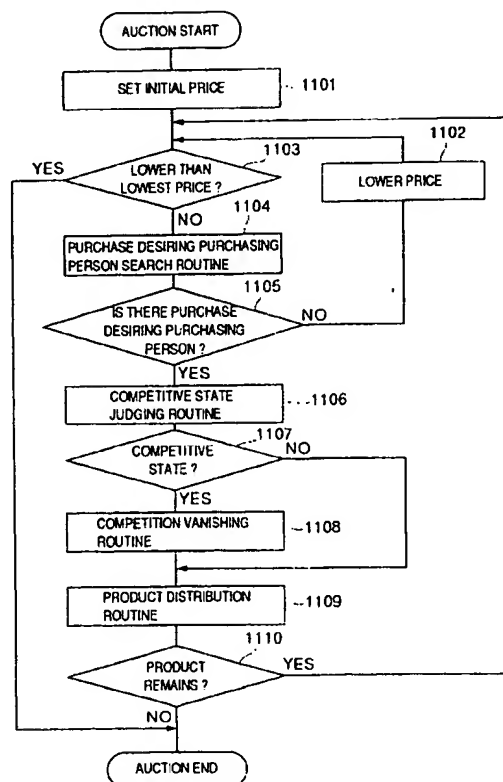 AUCTION START
SET INITIAL PRICE
1101
1102
LOWER PRICE
1103
YES
LOWER THAN
LOWEST PRICE ?
NO
1104
PURCHASE DESIRING PURCHASING
PERSON SEARCH ROUTINE
1105
IS THERE PURCHASE
DESIRING PURCHASING
PERSON ?
NO
YES
COMPETITIVE STATE
JUDGING ROUTINE
1106
1107
COMPETITIVE
STATE ?
NO
YES
COMPETITION VANISHING
ROUTINE
1108
PRODUCT DISTRIBUTION
ROUTINE
1109
1110
PRODUCT
REMAINS ?
YES
NO
AUCTION END